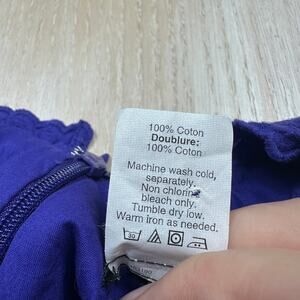 100% Coton
Doublure:
100% Coton
Machine wash cold,
separately.
Non chlorine
bleach only.
Tumble dry low.
Warm Iron as needed.
30